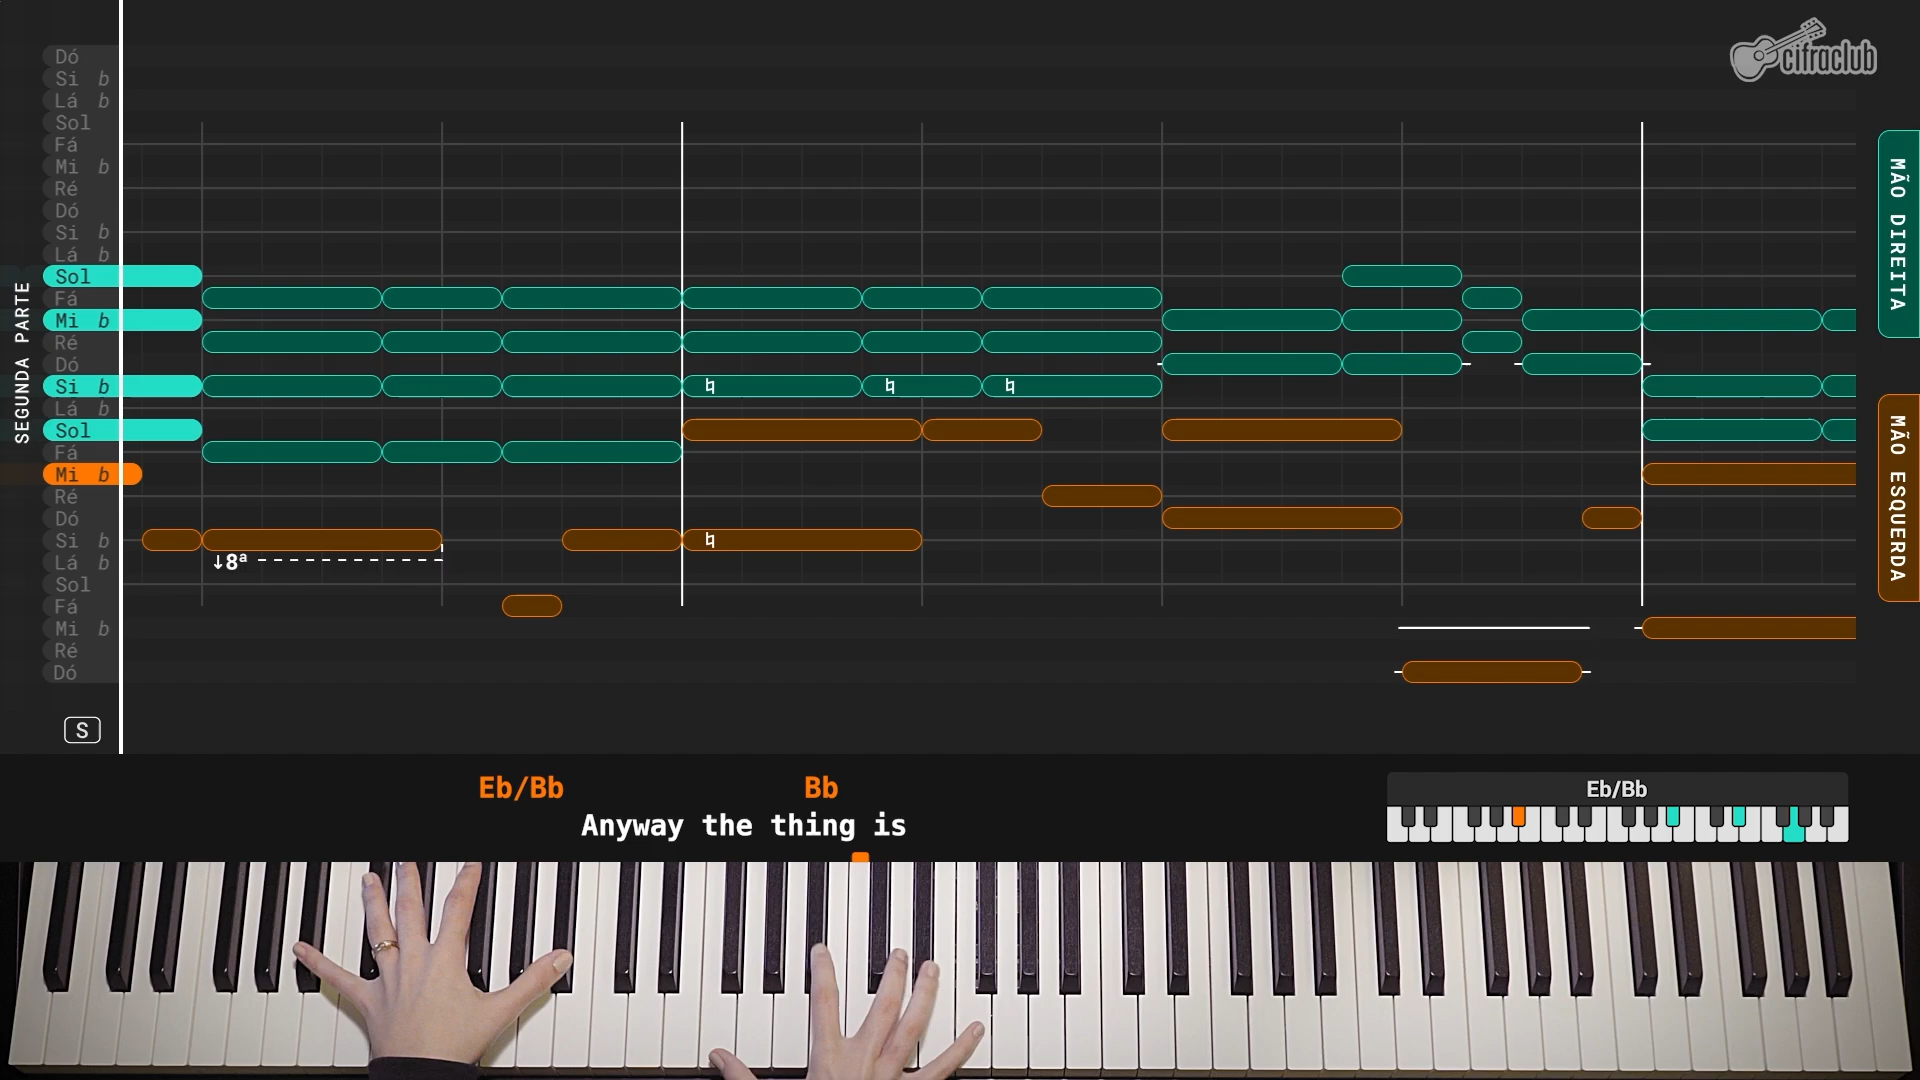 cifraclub
Dó
Si b
Lá b
Sol
Fá
Mi b
Ré
Dó
Si b
Lá b
Sol
Fá
Mi b
Ré
Dó
Si b
Lá b
Sol
Fá
Mi b
Ré
Dó
Si b
Lá b
Sol
Fá
Mi b
Ré
Dó
SEGUNDA PARTE
♮ ♮ ♮
♮
↓8ª
MÃO DIREITA
MÃO ESQUERDA
S
Eb/Bb Bb
Anyway the thing is
Eb/Bb